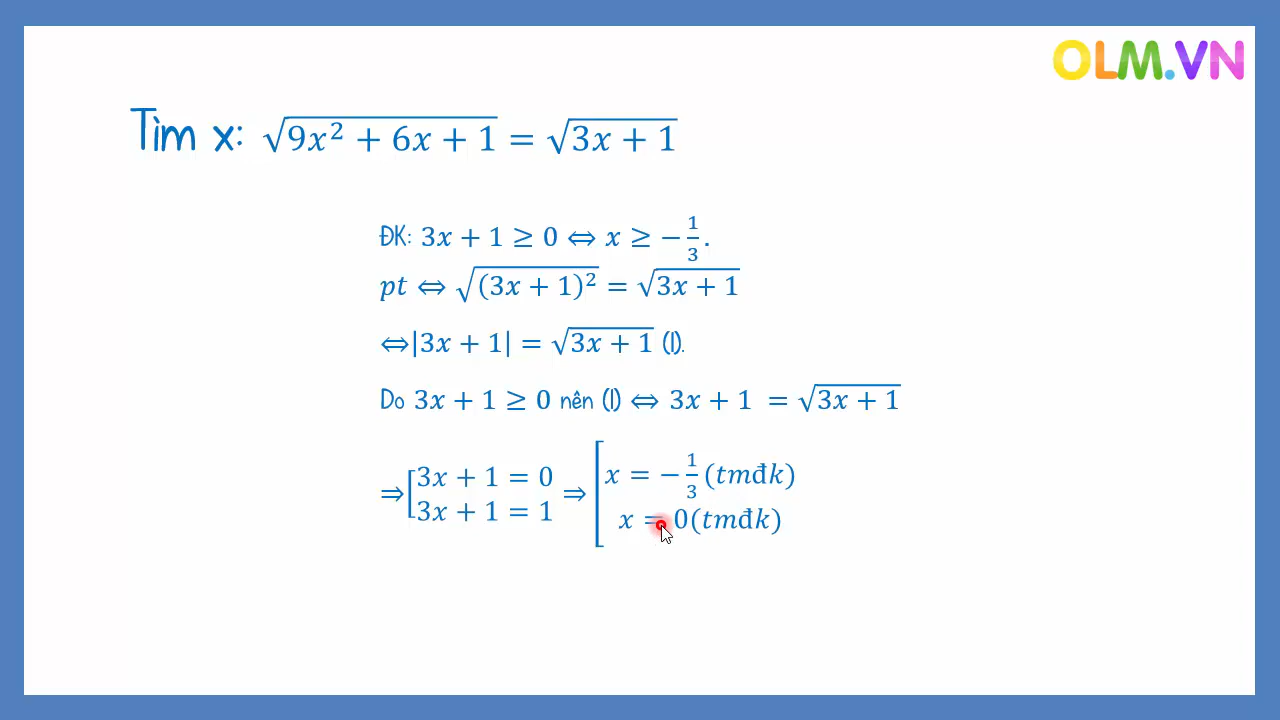 OLM.VN
Tìm x: √(9x² + 6x + 1) = √(3x + 1)
ĐK: 3x + 1 ≥ 0 ⇔ x ≥ −1/3.
pt ⇔ √((3x + 1)²) = √(3x + 1)
⇔|3x + 1| = √(3x + 1) (1).
Do 3x + 1 ≥ 0 nên (1) ⇔ 3x + 1 = √(3x + 1)
⇒ [3x + 1 = 0 ⇒ [x = −1/3 (tmđk)
3x + 1 = 1 x = 0(tmđk)